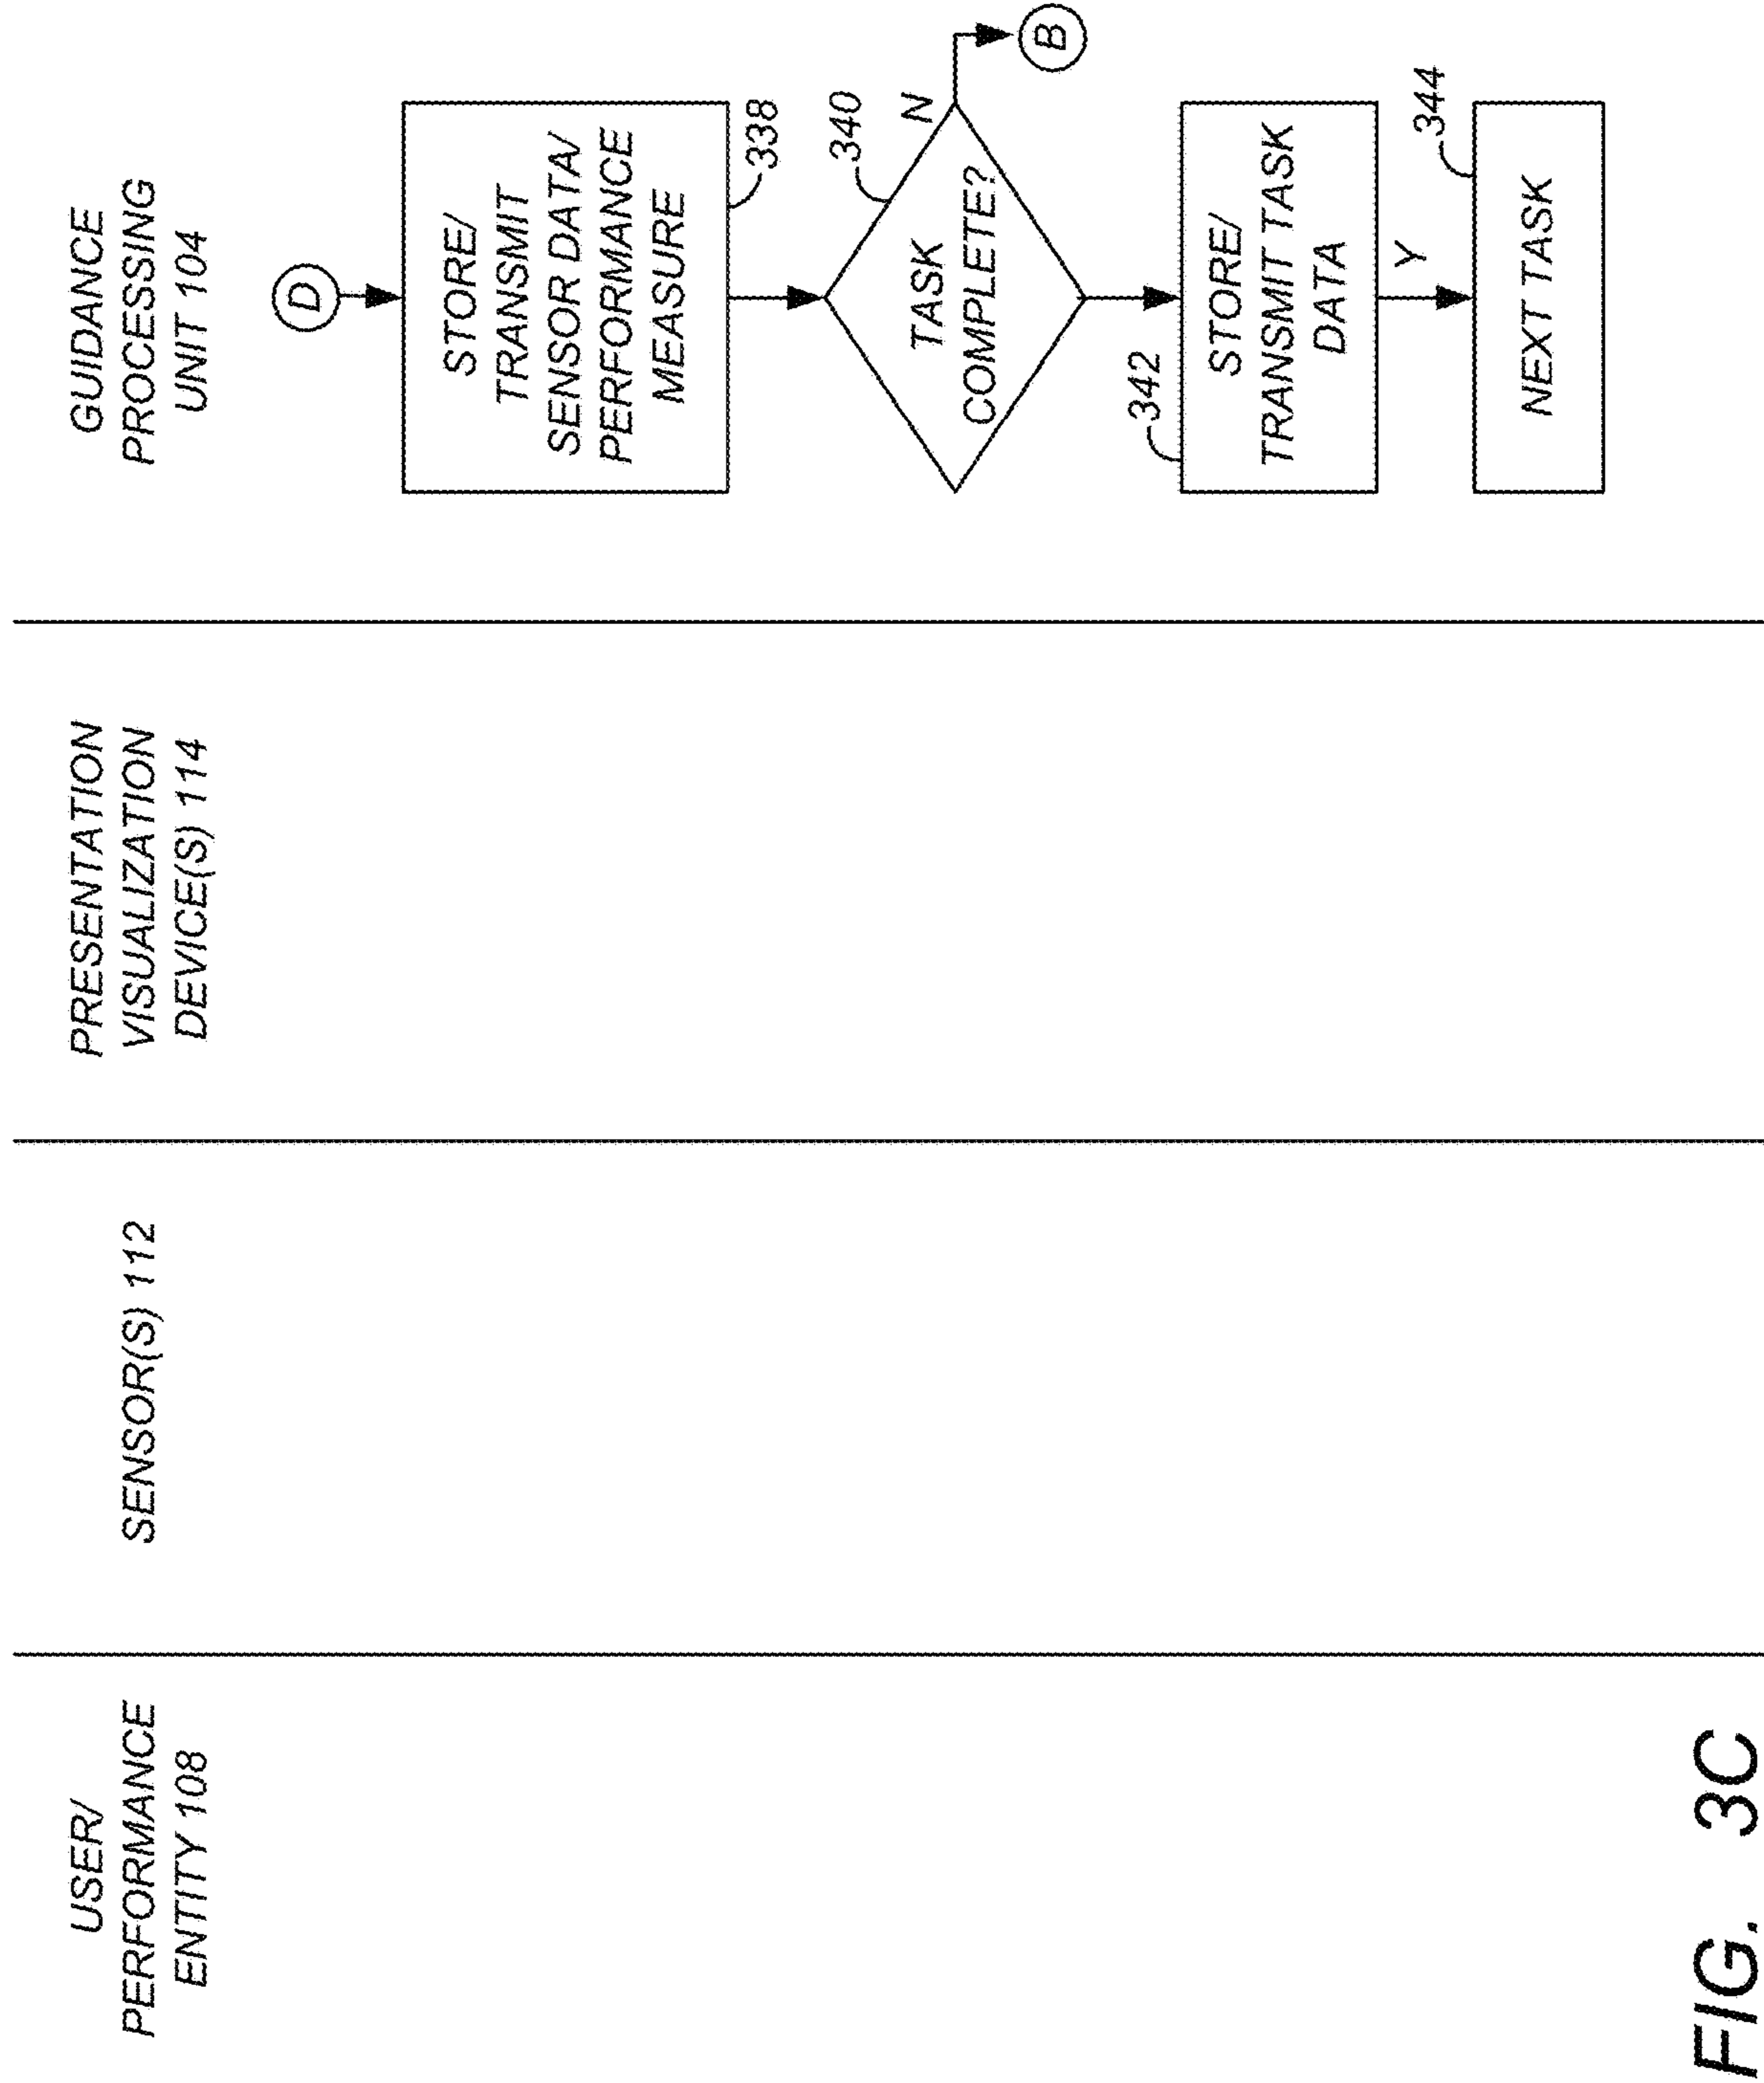 USER/
PERFORMANCE
ENTITY 108
SENSOR(S) 112
PRESENTATION
VISUALIZATION
DEVICE(S) 114
GUIDANCE
PROCESSING
UNIT 104
D
STORE/
TRANSMIT
SENSOR DATA/
PERFORMANCE
MEASURE
338
340
TASK
COMPLETE?
N
B
342
STORE/
TRANSMIT TASK
DATA
Y
344
NEXT TASK
FIG. 3C